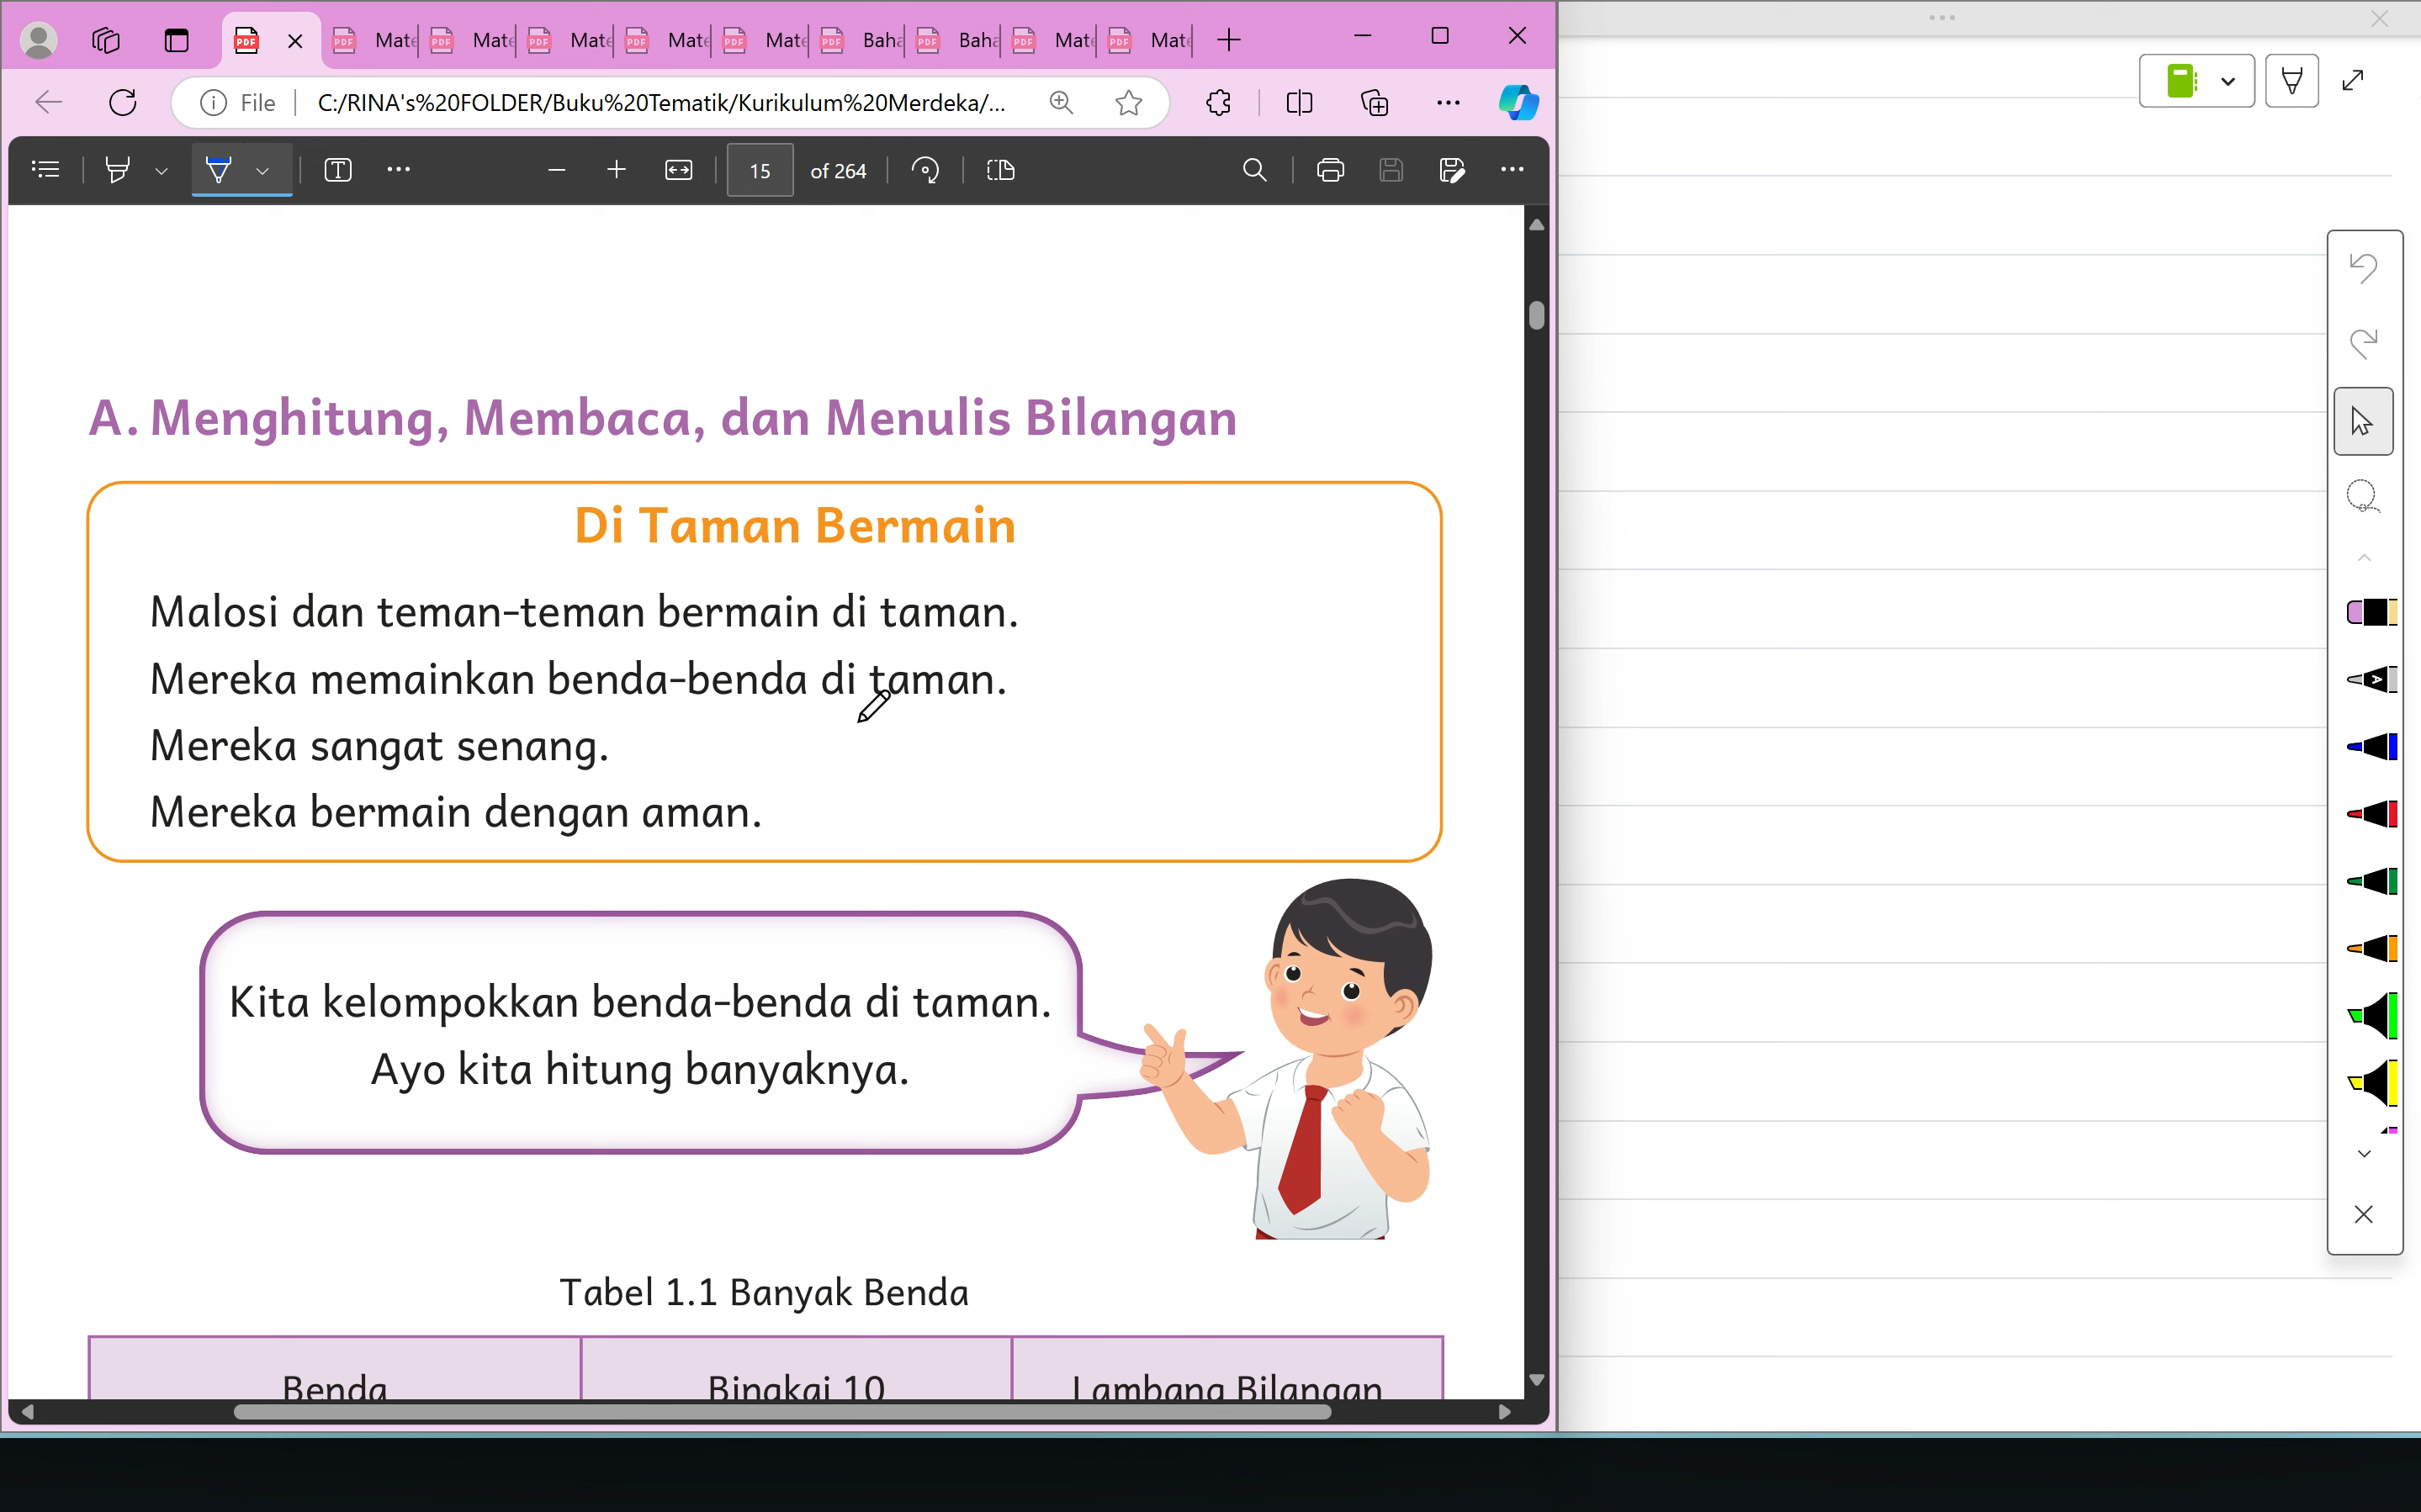 Mate
Mate
Mate
Mate
Mate
Baha
Baha
Mat
Mat
File
C:/RINA's%20FOLDER/Buku%20Tematik/Kurikulum%20Merdeka/...
15 of 264
A. Menghitung, Membaca, dan Menulis Bilangan
Di Taman Bermain
Malosi dan teman-teman bermain di taman.
Mereka memainkan benda-benda di taman.
Mereka sangat senang.
Mereka bermain dengan aman.
Kita kelompokkan benda-benda di taman.
Ayo kita hitung banyaknya.
Tabel 1.1 Banyak Benda
Benda
Bingkai 10
Lambang Bilangan